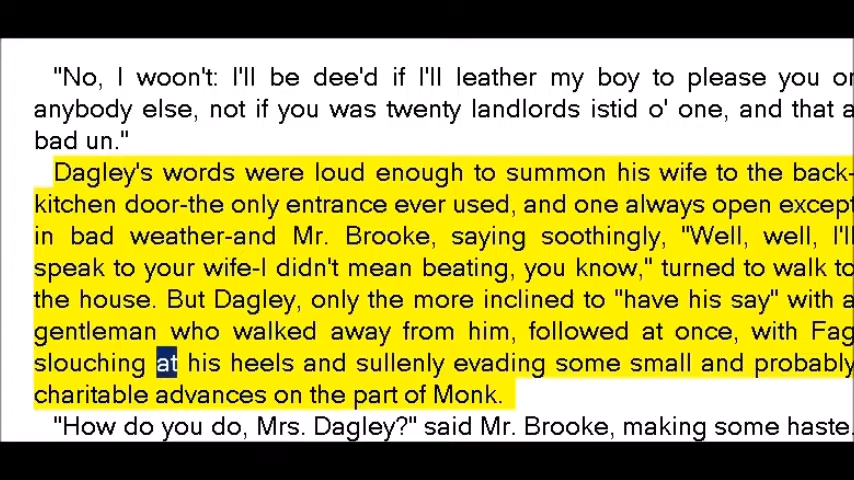 "No, I woon't: I'll be dee'd if I'll leather my boy to please you or
anybody else, not if you was twenty landlords istid o' one, and that a
bad un."
Dagley's words were loud enough to summon his wife to the back-
kitchen door-the only entrance ever used, and one always open except
in bad weather-and Mr. Brooke, saying soothingly, "Well, well, I'll
speak to your wife-I didn't mean beating, you know," turned to walk to
the house. But Dagley, only the more inclined to "have his say" with a
gentleman who walked away from him, followed at once, with Fag
slouching at his heels and sullenly evading some small and probably
charitable advances on the part of Monk.
"How do you do, Mrs. Dagley?" said Mr. Brooke, making some haste.